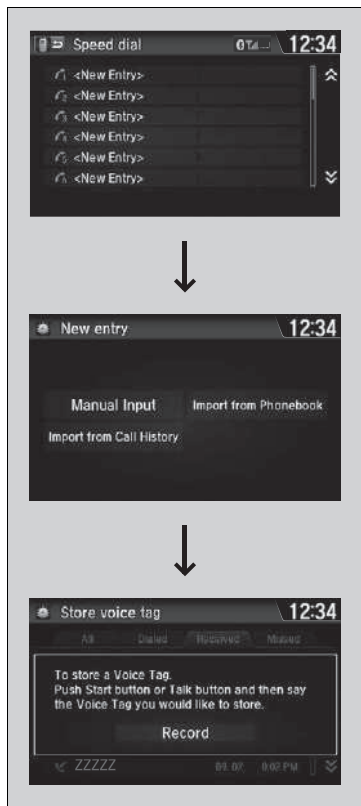 Speed dial 12:34
<New Entry>
<New Entry>
<New Entry>
<New Entry>
<New Entry>
<New Entry>
New entry 12:34
Manual Input Import from Phonebook
Import from Call History
Store voice tag 12:34
All Dialed Received Missed
To store a Voice Tag.
Push Start button or Talk button and then say
the Voice Tag you would like to store.
Record
ZZZZZ 0:02 PM